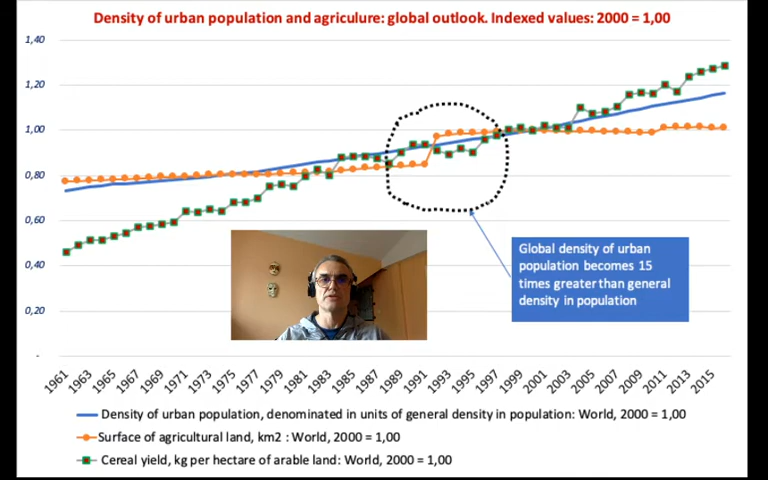 Density of urban population and agriculure: global outlook. Indexed values: 2000 = 1,00
1,40
1,20
1,00
0,80
0,60
0,40
0,20
-
Global density of urban
population becomes 15
times greater than general
density in population
1961 1963 1965 1967 1969 1971 1973 1975 1977 1979 1981 1983 1985 1987 1989 1991 1993 1995 1997 1999 2001 2003 2005 2007 2009 2011 2013 2015
Density of urban population, denominated in units of general density in population: World, 2000 = 1,00
Surface of agricultural land, km2 : World, 2000 = 1,00
Cereal yield, kg per hectare of arable land: World, 2000 = 1,00